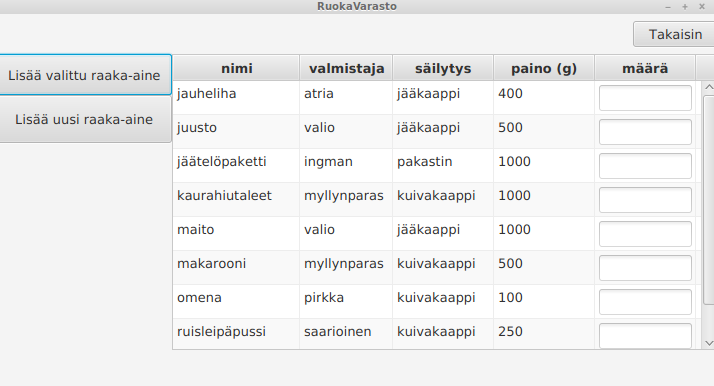 RuokaVarasto
Takaisin
Lisää valittu raaka-aine
Lisää uusi raaka-aine
nimi valmistaja säilytys paino (g) määrä
jauheliha atria jääkaappi 400
juusto valio jääkaappi 500
jäätelöpaketti ingman pakastin 1000
kaurahiutaleet myllynparas kuivakaappi 1000
maito valio jääkaappi 1000
makarooni myllynparas kuivakaappi 500
omena pirkka kuivakaappi 100
ruisleipäpussi saarioinen kuivakaappi 250